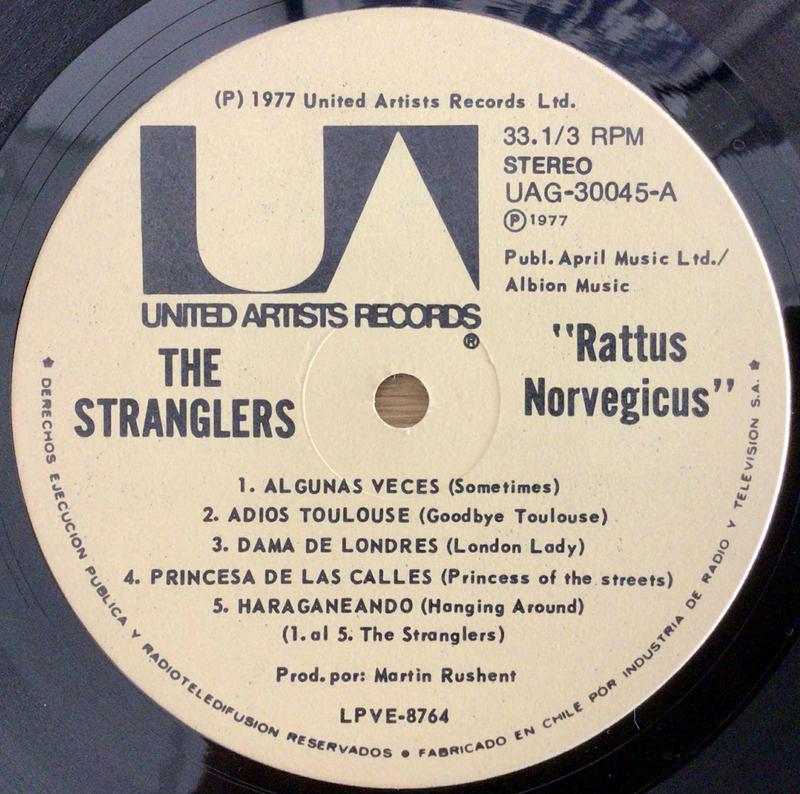 (P) 1977 United Artists Records Ltd.
UA
UNITED ARTISTS RECORDS
®
33.1/3 RPM
STEREO
UAG-30045-A
Ⓟ1977
Publ. April Music Ltd./
Albion Music
THE
STRANGLERS
"Rattus
Norvegicus"
1. ALGUNAS VECES (Sometimes)
2. ADIOS TOULOUSE (Goodbye Toulouse)
3. DAMA DE LONDRES (London Lady)
4. PRINCESA DE LAS CALLES (Princess of the streets)
5. HARAGANEANDO (Hanging Around)
(1. al 5. The Stranglers)
Prod. por: Martin Rushent
LPVE-8764
★ DERECHOS EJECUCION PUBLICA Y RADIOTELEDIFUSION RESERVADOS ● FABRICADO EN CHILE POR INDUSTRIA DE RADIO Y TELEVISION S.A. ★